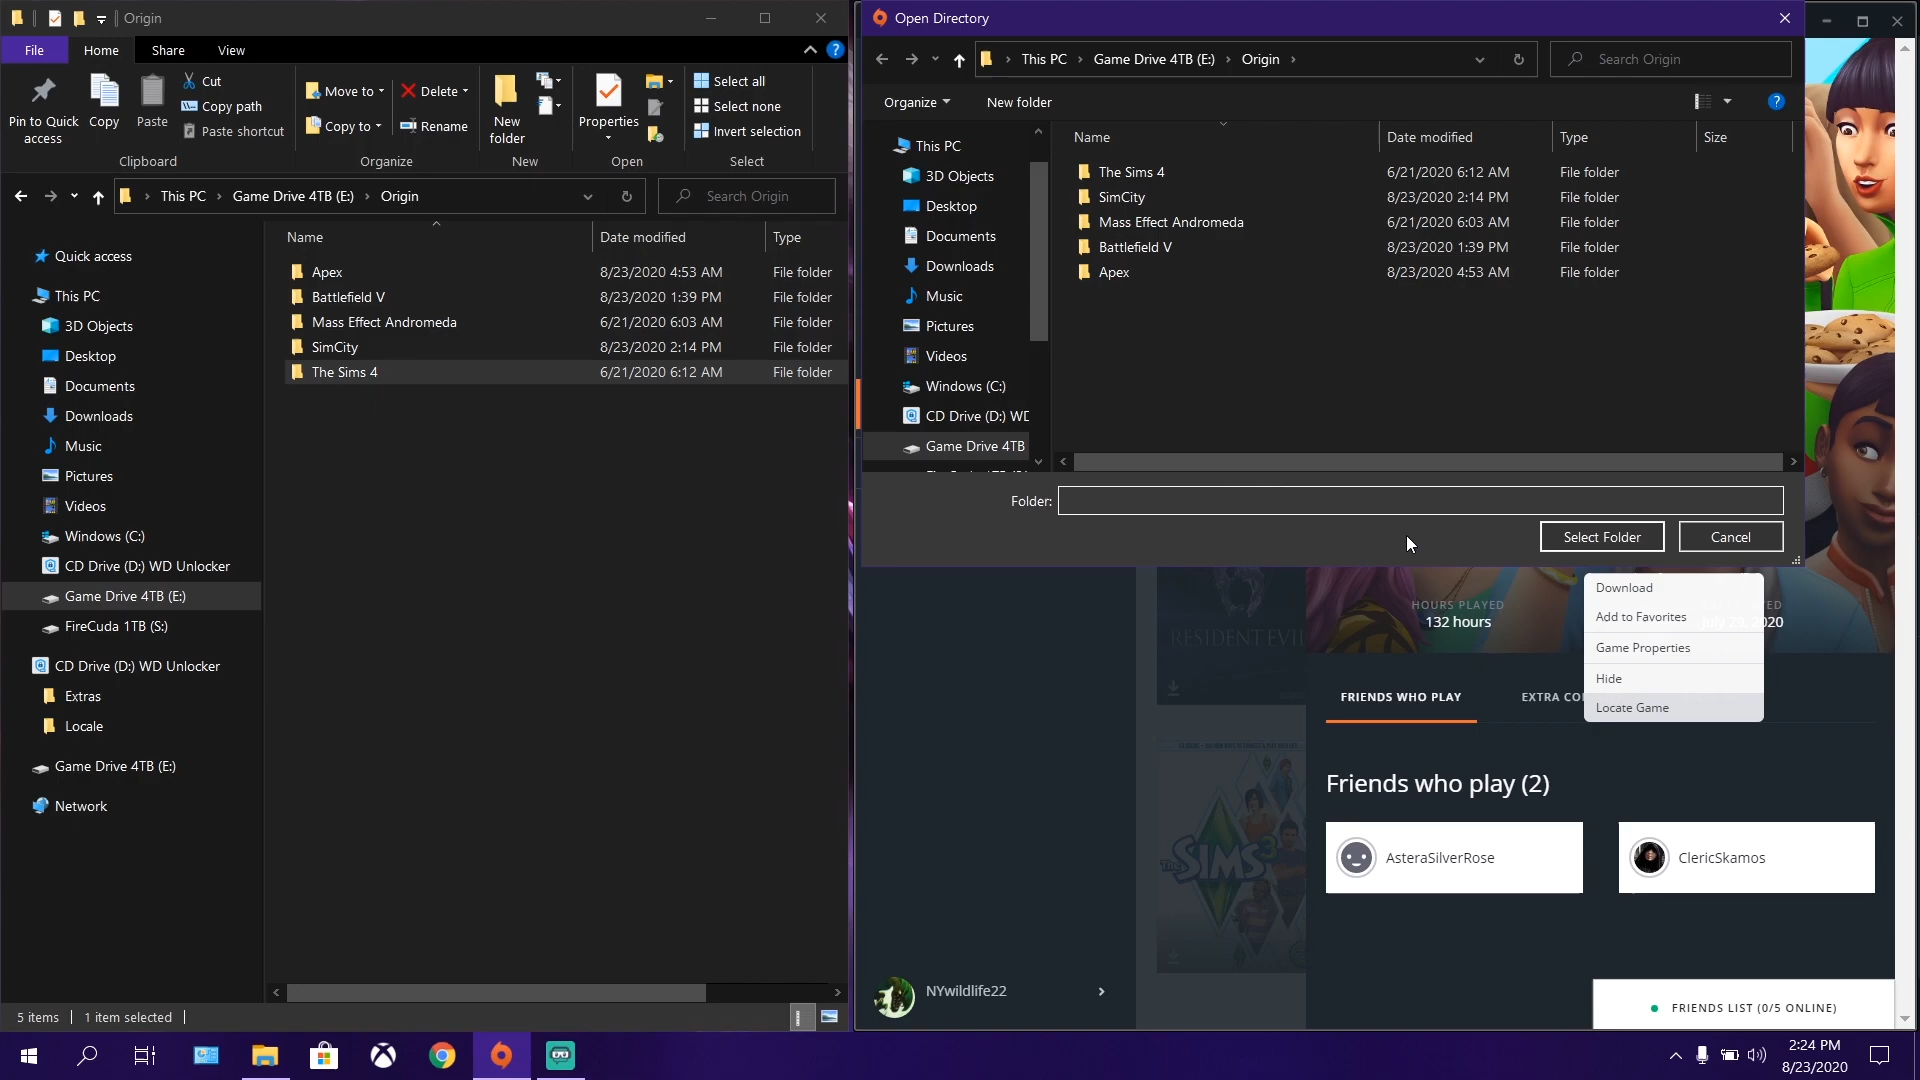 Origin
File
Home
Share
View
Pin to Quick access
Copy
Paste
Cut
Copy path
Paste shortcut
Clipboard
Move to
Copy to
Delete
Rename
Organize
New folder
New
Properties
Open
Select all
Select none
Invert selection
Select
This PC
Game Drive 4TB (E:)
Origin
Search Origin
Name
Date modified
Type
Apex 8/23/2020 4:53 AM File folder
Battlefield V 8/23/2020 1:39 PM File folder
Mass Effect Andromeda 6/21/2020 6:03 AM File folder
SimCity 8/23/2020 2:14 PM File folder
The Sims 4 6/21/2020 6:12 AM File folder
Quick access
This PC
3D Objects
Desktop
Documents
Downloads
Music
Pictures
Videos
Windows (C:)
CD Drive (D:) WD Unlocker
Game Drive 4TB (E:)
FireCuda 1TB (S:)
CD Drive (D:) WD Unlocker
Extras
Locale
Game Drive 4TB (E:)
Network
5 items
1 item selected
Open Directory
This PC
Game Drive 4TB (E:)
Origin
Search Origin
Organize
New folder
This PC
3D Objects
Desktop
Documents
Downloads
Music
Pictures
Videos
Windows (C:)
CD Drive (D:) WD
Game Drive 4TB
Name
Date modified
Type
Size
The Sims 4 6/21/2020 6:12 AM File folder
SimCity 8/23/2020 2:14 PM File folder
Mass Effect Andromeda 6/21/2020 6:03 AM File folder
Battlefield V 8/23/2020 1:39 PM File folder
Apex 8/23/2020 4:53 AM File folder
Folder:
Select Folder
Cancel
RESIDENT EVIL
THE SIMS 3
HOURS PLAYED
132 hours
July 29, 2020
Download
Add to Favorites
Game Properties
Hide
Locate Game
FRIENDS WHO PLAY
EXTRA CO
Friends who play (2)
AsteraSilverRose
ClericSkamos
NYwildlife22
FRIENDS LIST (0/5 ONLINE)
2:24 PM
8/23/2020